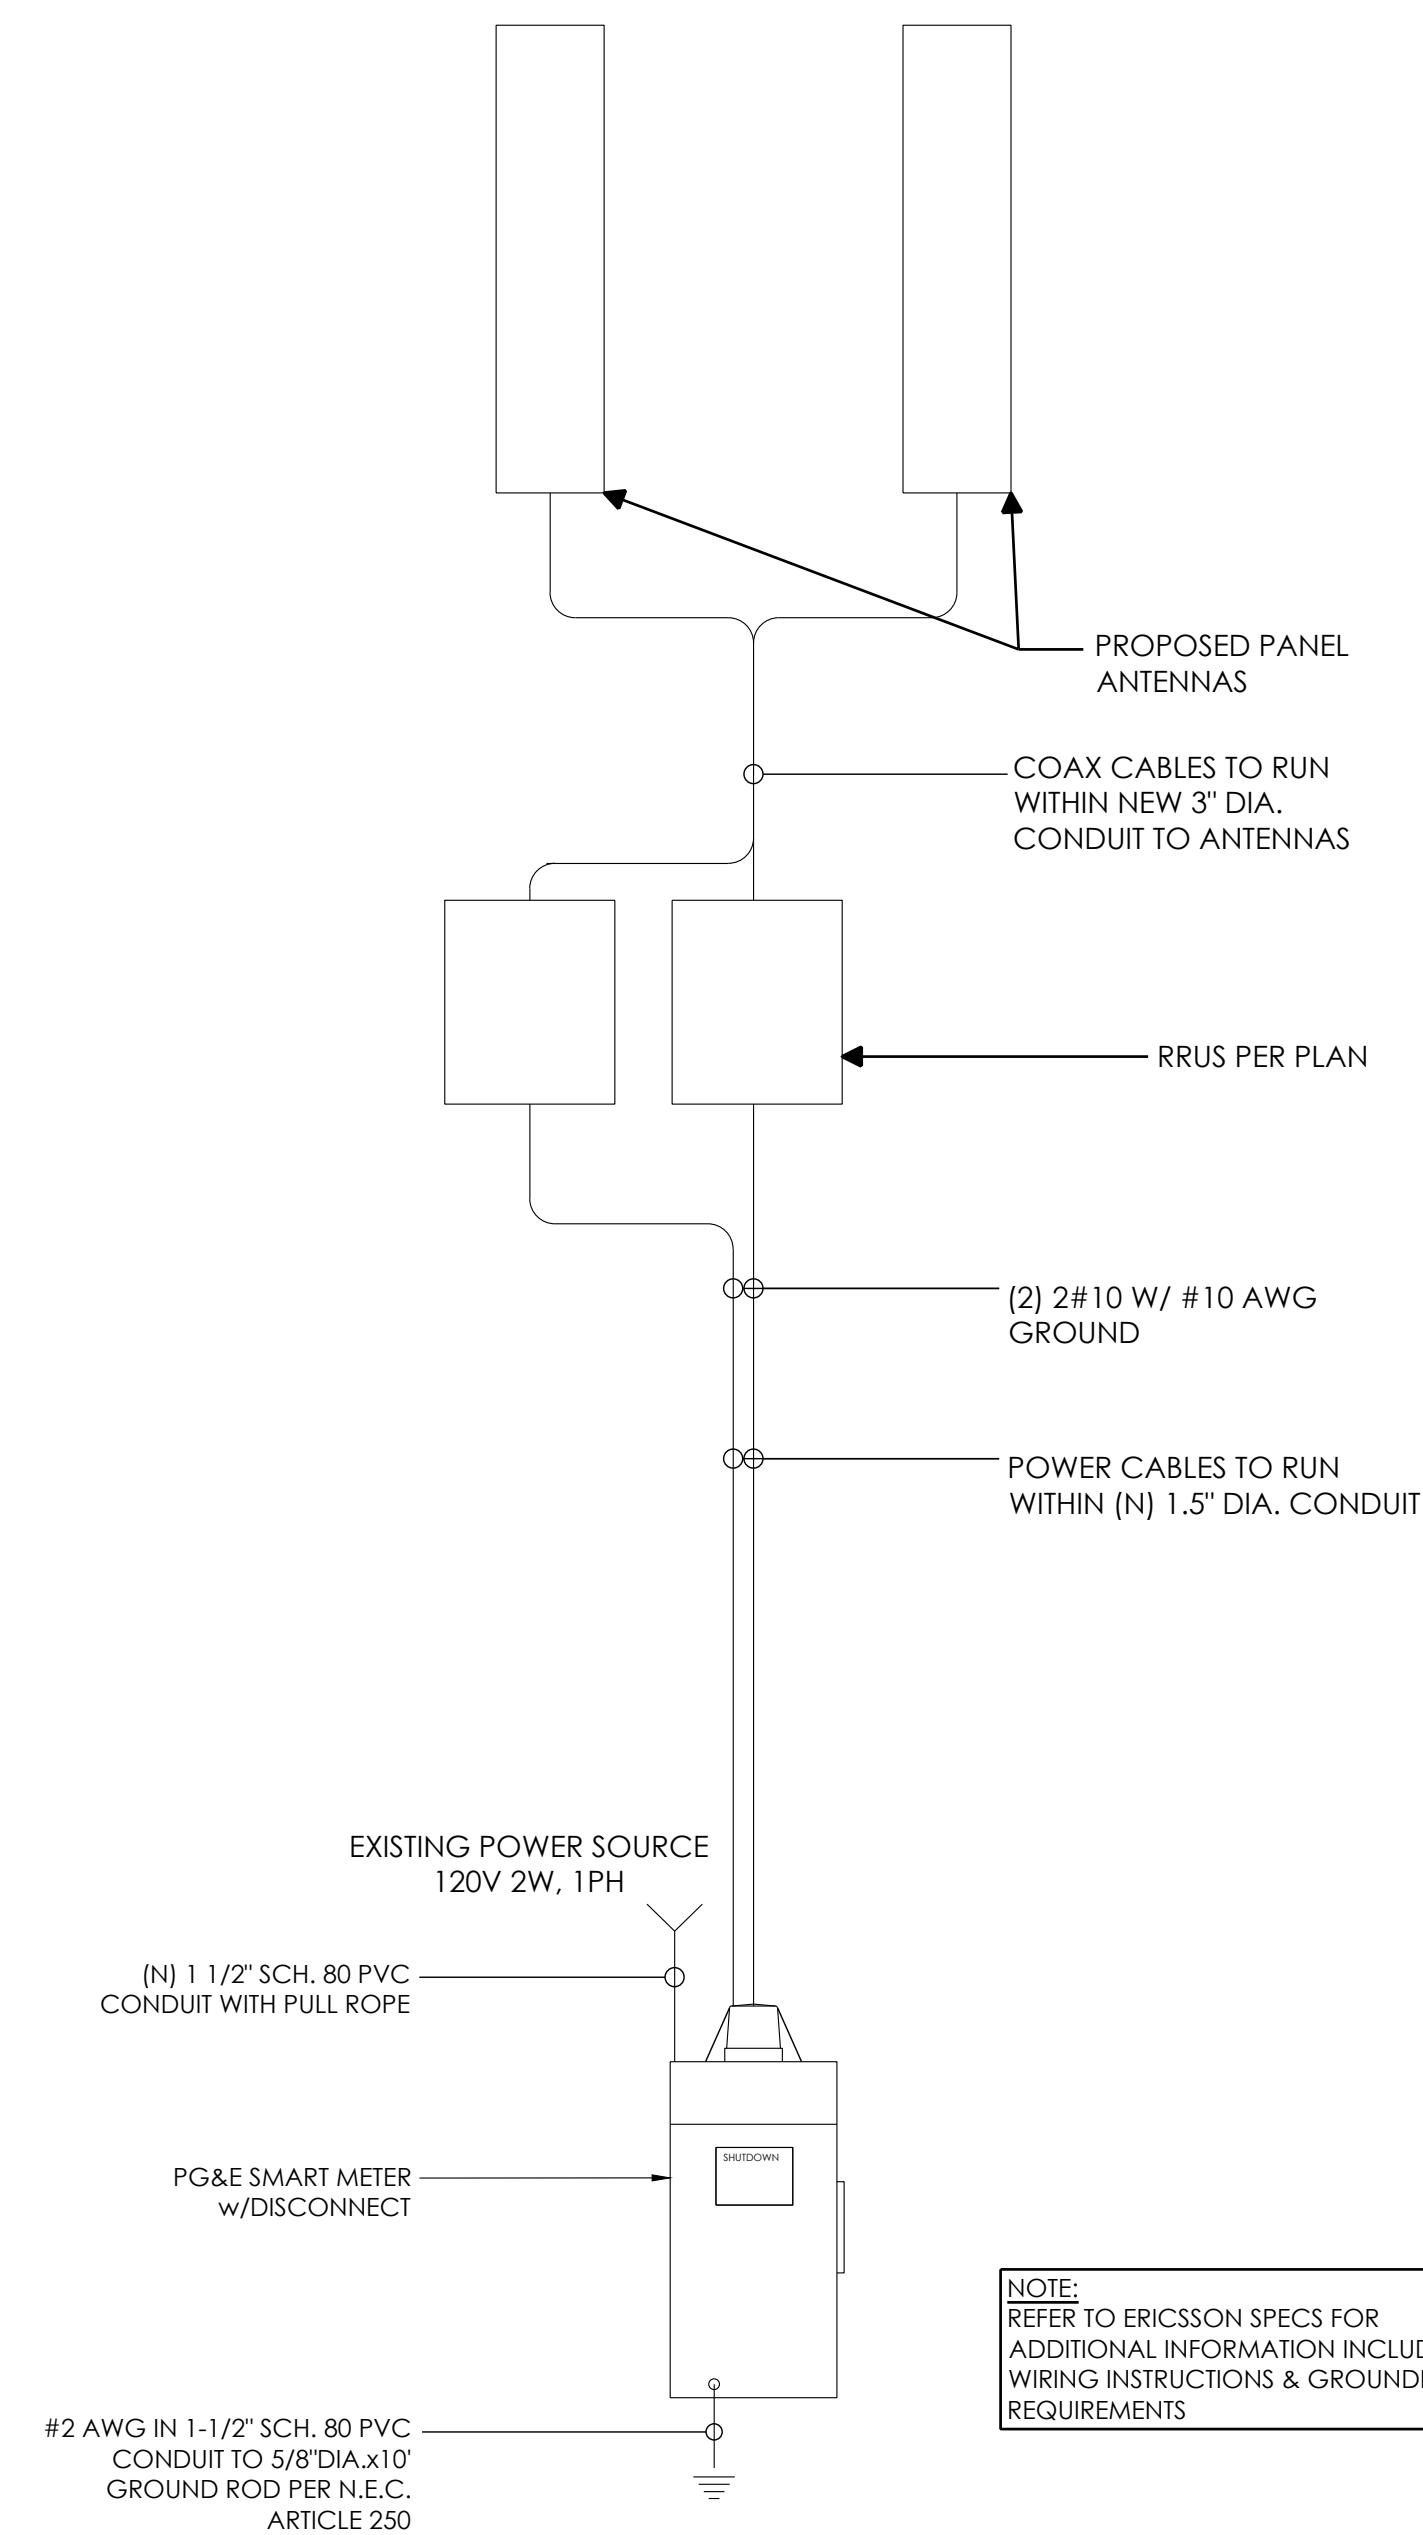 PROPOSED PANEL
ANTENNAS
COAX CABLES TO RUN
WITHIN NEW 3" DIA.
CONDUIT TO ANTENNAS
RRUS PER PLAN
(2) 2#10 W/ #10 AWG
GROUND
POWER CABLES TO RUN
WITHIN (N) 1.5" DIA. CONDUIT
EXISTING POWER SOURCE
120V 2W, 1PH
(N) 1 1/2" SCH. 80 PVC
CONDUIT WITH PULL ROPE
SHUTDOWN
PG&E SMART METER
w/DISCONNECT
NOTE:
REFER TO ERICSSON SPECS FOR
ADDITIONAL INFORMATION
WIRING INSTRUCTIONS &
REQUIREMENTS
#2 AWG IN 1-1/2" SCH. 80 PVC
CONDUIT TO 5/8"DIA.x10'
GROUND ROD PER N.E.C.
ARTICLE 250